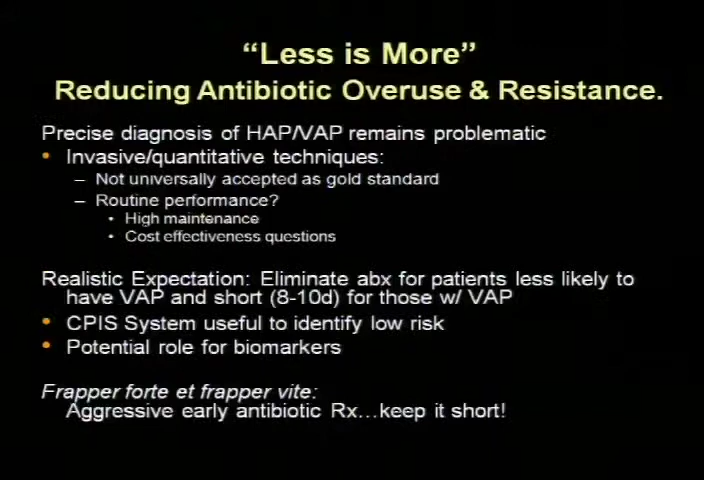 “Less is More”
Reducing Antibiotic Overuse & Resistance.
Precise diagnosis of HAP/VAP remains problematic
• Invasive/quantitative techniques:
– Not universally accepted as gold standard
– Routine performance?
• High maintenance
• Cost effectiveness questions
Realistic Expectation: Eliminate abx for patients less likely to
have VAP and short (8-10d) for those w/ VAP
• CPIS System useful to identify low risk
• Potential role for biomarkers
Frapper forte et frapper vite:
Aggressive early antibiotic Rx...keep it short!